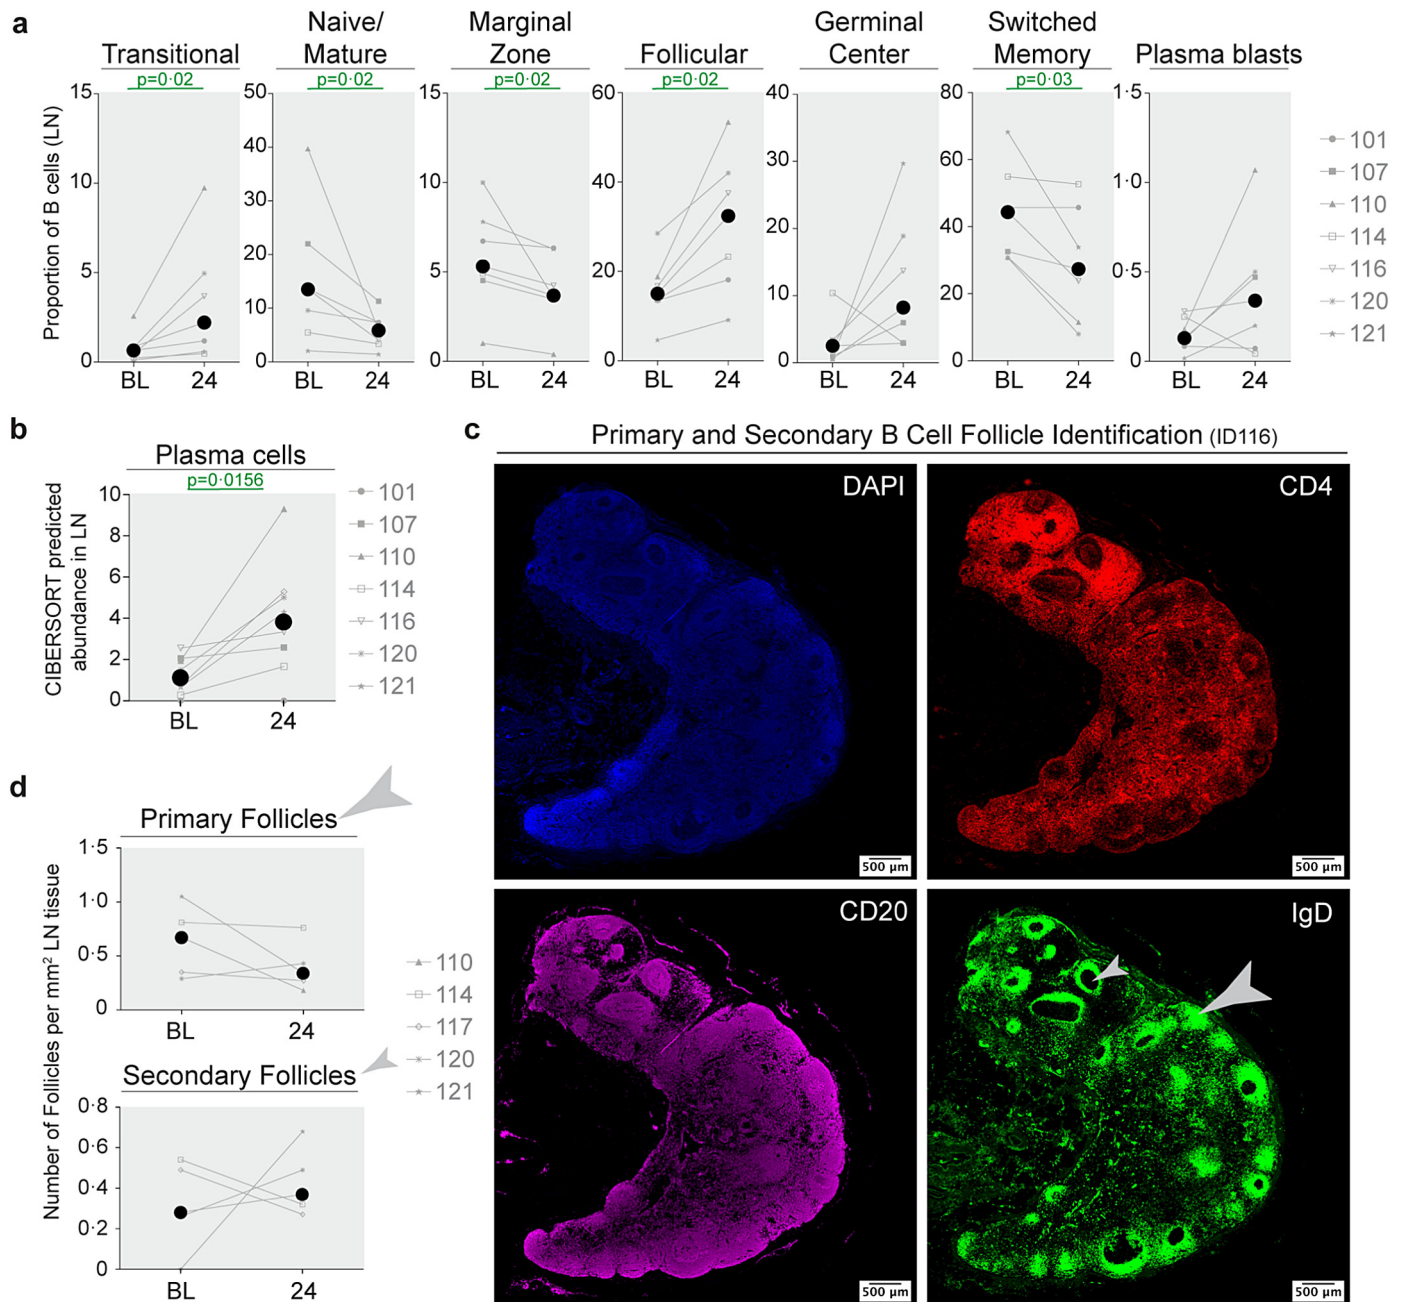 a
Transitional
Naive/
Mature
Marginal
Zone
Follicular
Germinal
Center
Switched
Memory
Plasma blasts
p=0·02
p=0·02
p=0·02
p=0·02
p=0·03
Proportion of B cells (LN)
15
10
5
0
BL 24
50
40
30
20
10
0
BL 24
15
10
5
0
BL 24
60
40
20
0
BL 24
40
30
20
10
0
BL 24
80
60
40
20
0
BL 24
1·5
1·0
0·5
0
BL 24
101
107
110
114
116
120
121
b
Plasma cells
p=0·0156
CIBERSORT predicted
abundance in LN
10
8
6
4
2
0
BL 24
101
107
110
114
116
120
121
c
Primary and Secondary B Cell Follicle Identification (ID116)
DAPI
500 µm
CD4
500 µm
CD20
500 µm
IgD
500 µm
d
Primary Follicles
Number of Follicles per mm² LN tissue
1·5
1·0
0·5
0
BL 24
Secondary Follicles
0·8
0·6
0·4
0·2
0
BL 24
110
114
117
120
121